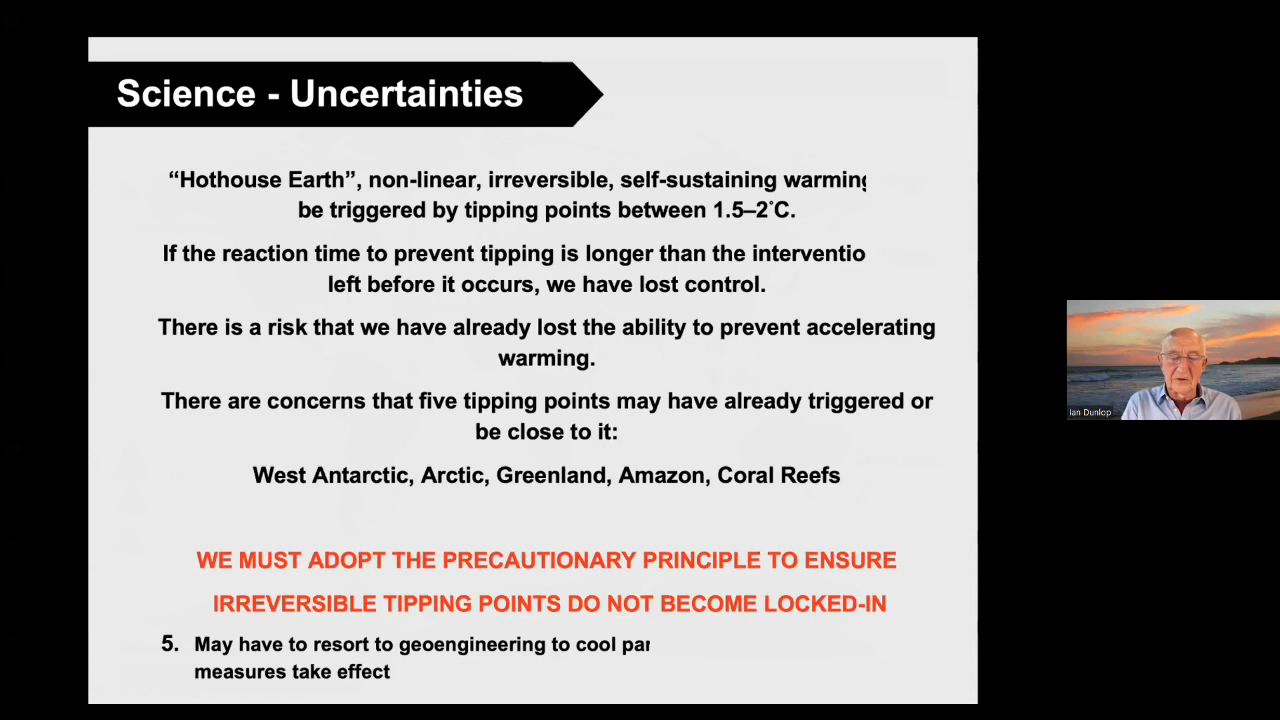 Science - Uncertainties
“Hothouse Earth”, non-linear, irreversible, self-sustaining
be triggered by tipping points between 1.5–2˚C.
If the reaction time to prevent tipping is longer than the
left before it occurs, we have lost control.
There is a risk that we have already lost the ability to prevent accelerating
warming.
There are concerns that five tipping points may have already triggered or
be close to it:
West Antarctic, Arctic, Greenland, Amazon, Coral Reefs
WE MUST ADOPT THE PRECAUTIONARY PRINCIPLE TO ENSURE
IRREVERSIBLE TIPPING POINTS DO NOT BECOME LOCKED-IN
5. May have to resort to geoengineering to cool
measures take effect
Ian Dunlop